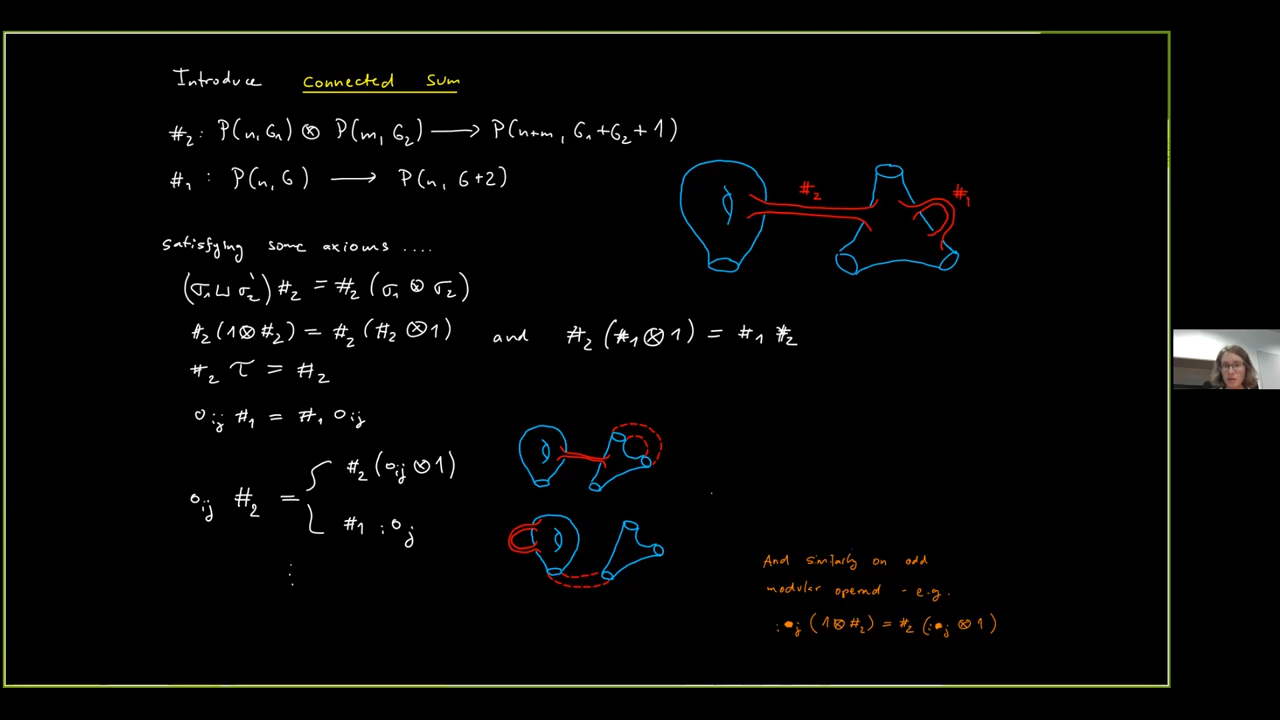 Introduce Connected Sum
#₂ : P(n, G₁) ⊗ P(m, G₂) ⟶ P(n+m, G₁+G₂+1)
#₁ : P(n, G) ⟶ P(n, G+2)
#₂
#₁
satisfying some axioms ....
(σ₁ ⊔ σ₂') #₂ = #₂ (σ₁ ⊗ σ₂)
#₂ (1 ⊗ #₂) = #₂ (#₂ ⊗ 1) and #₂ (#₁ ⊗ 1) = #₁ #₂
#₂ τ = #₂
∘ᵢⱼ #₁ = #₁ ∘ᵢⱼ
∘ᵢⱼ #₂ = { #₂ (∘ᵢⱼ ⊗ 1)
#₁ ᵢ∘ⱼ
⋮
And similarly on odd
modular operad - e.g.
ᵢ•ⱼ (1 ⊗ #₂) = #₂ (ᵢ•ⱼ ⊗ 1)